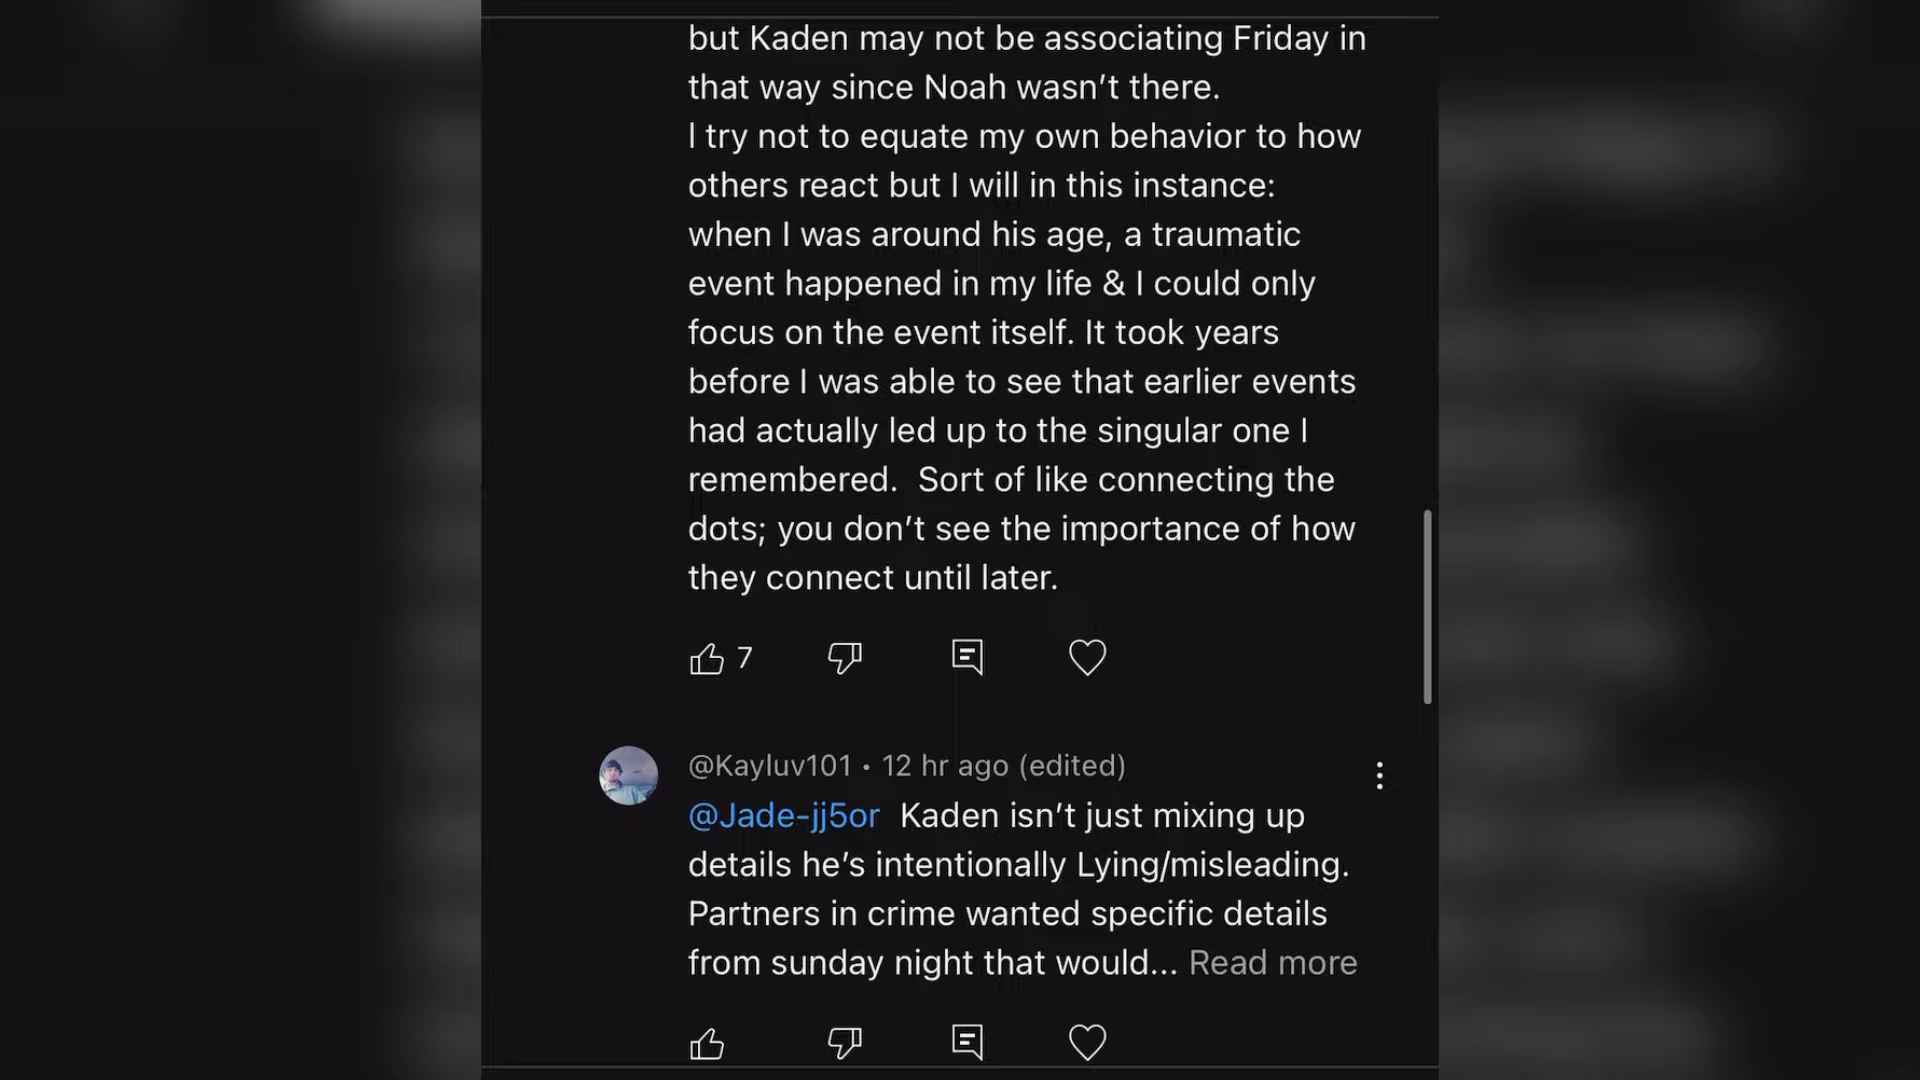 but Kaden may not be associating Friday in
that way since Noah wasn’t there.
I try not to equate my own behavior to how
others react but I will in this instance:
when I was around his age, a traumatic
event happened in my life & I could only
focus on the event itself. It took years
before I was able to see that earlier events
had actually led up to the singular one I
remembered.  Sort of like connecting the
dots; you don’t see the importance of how
they connect until later.
7
@Kayluv101 • 12 hr ago (edited)
@Jade-jj5or  Kaden isn’t just mixing up
details he’s intentionally Lying/misleading.
Partners in crime wanted specific details
from sunday night that would... Read more